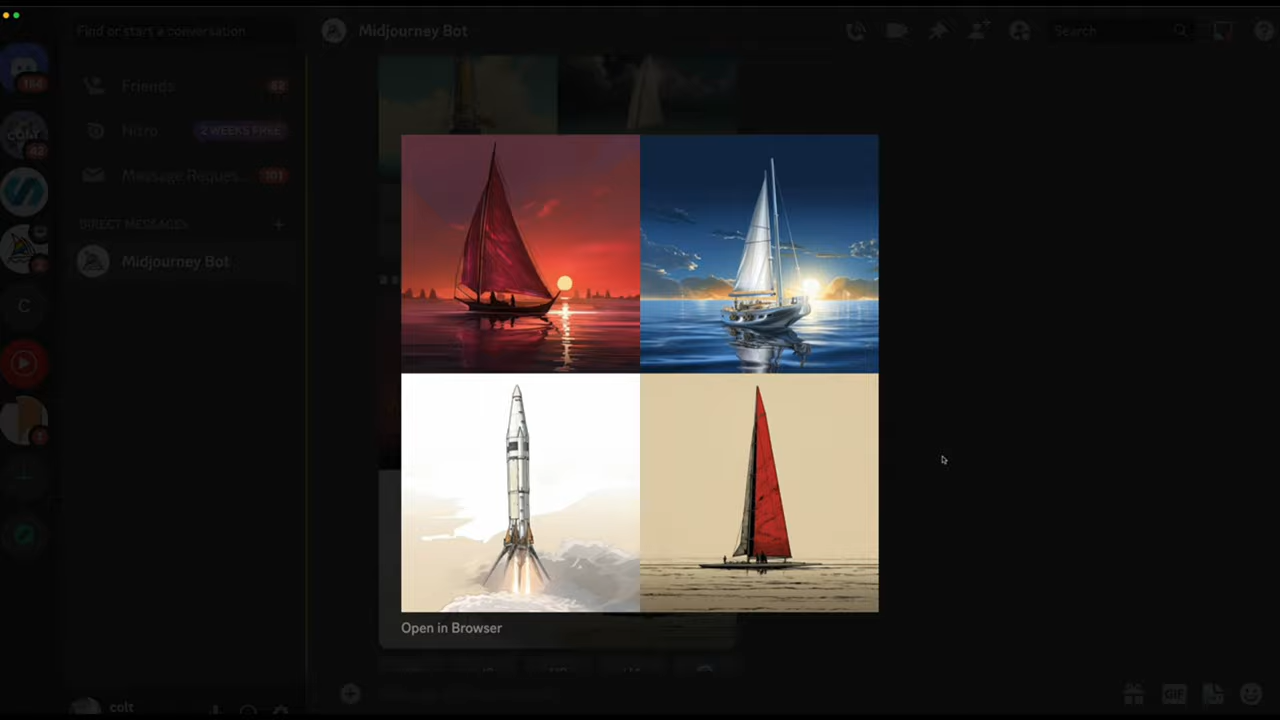 Find or start a conversation
Midjourney Bot
Search
Friends
Nitro
2 WEEKS FREE
Message Reques...
101
DIRECT MESSAGES
Midjourney Bot
C
Open in Browser
colt
GIF